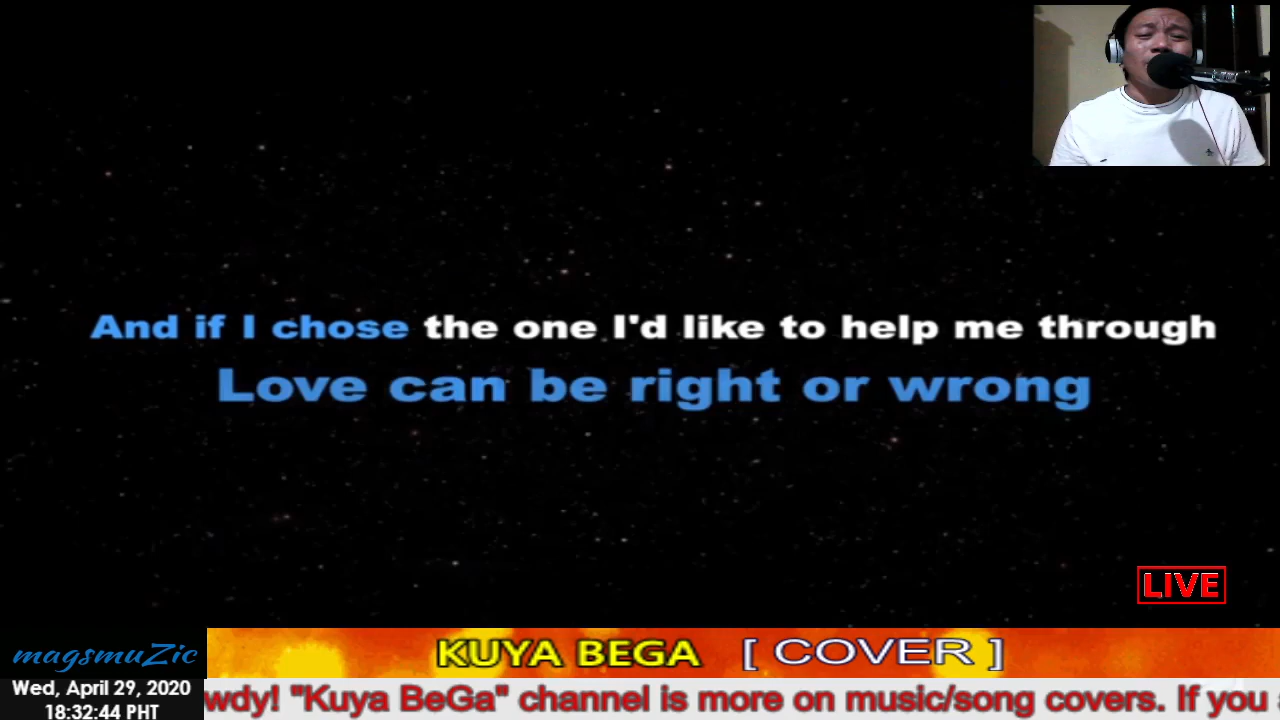 And if I chose the one I'd like to help me through
Love can be right or wrong
LIVE
KUYA BEGA [ COVER ]
magsmuZic
Wed, April 29, 2020
18:32:44 PHT
wdy! "Kuya BeGa" channel is more on music/song covers. If you